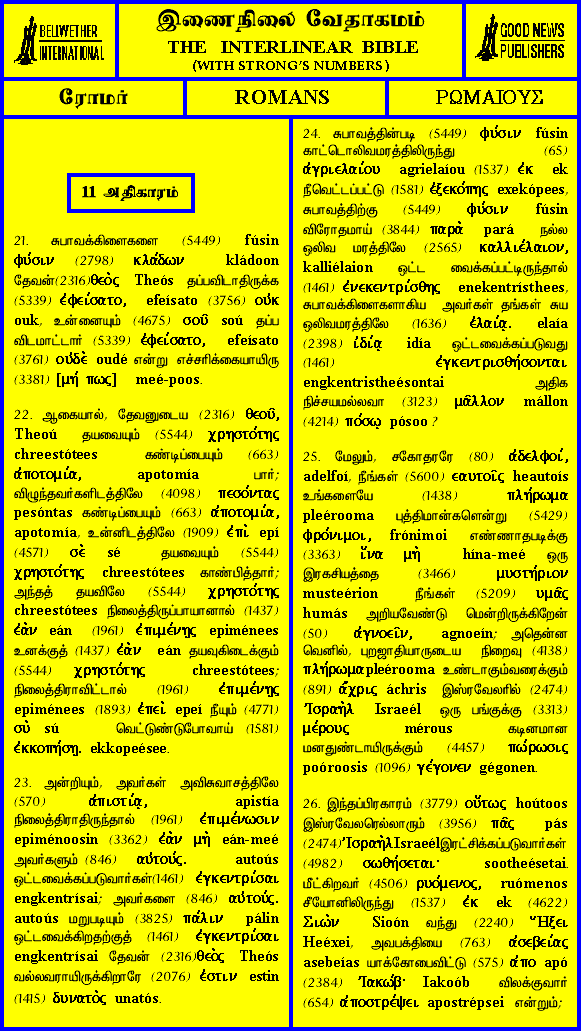 BELLWETHER
INTERNATIONAL
இணைநிலை வேதாகமம்
THE INTERLINEAR BIBLE
(WITH STRONG'S NUMBERS)
GOOD NEWS
PUBLISHERS
ரோமர்
ROMANS
ΡΩΜΑΙΟΥΣ
11 அதிகாரம்
21. சுபாவக்கிளைகளை (5449) fúsin
φύσιν (2798) κλάδων kládoon
தேவன்(2316)θεὸς Theós தப்பவிடாதிருக்க
(5339) ἐφείσατο, efeísato (3756) οὐκ
ouk, உன்னையும் (4675) σοῦ soú தப்ப
விடமாட்டார் (5339) ἐφείσατο, efeísato
(3761) οὐδὲ oudé என்று எச்சரிக்கையாயிரு
(3381) [μή πως] meé-poos.
22. ஆகையால், தேவனுடைய (2316) θεοῦ,
Theoú தயவையும் (5544) χρηστότης
chreestótees கண்டிப்பையும் (663)
ἀποτομία, apotomía பார்;
விழுந்தவர்களிடத்திலே (4098) πεσόντας
pesóntas கண்டிப்பையும் (663) ἀποτομία,
apotomía, உன்னிடத்திலே (1909) ἐπὶ epí
(4571) σὲ sé தயவையும் (5544)
χρηστότης chreestótees காண்பித்தார்;
அந்தத் தயவிலே (5544) χρηστότης
chreestótees நிலைத்திருப்பாயானால் (1437)
ἐὰν eán (1961) ἐπιμένῃς epiménees
உனக்குத் (1437) ἐὰν eán தயவுகிடைக்கும்
(5544) χρηστότης chreestótees;
நிலைத்திராவிட்டால் (1961) ἐπιμένῃς
epiménees (1893) ἐπεὶ epeí நீயும் (4771)
σὺ sú வெட்டுண்டுபோவாய் (1581)
ἐκκοπήσῃ. ekkopeésee.
23. அன்றியும், அவர்கள் அவிசுவாசத்திலே
(570) ἀπιστίᾳ, apistía
நிலைத்திராதிருந்தால் (1961) ἐπιμένωσιν
epiménoosin (3362) ἐὰν μὴ eán-meé
அவர்களும் (846) αὐτούς. autoús
ஒட்டவைக்கப்படுவார்கள்(1461) ἐγκεντρίσαι
engkentrísai; அவர்களை (846) αὐτούς.
autoús மறுபடியும் (3825) πάλιν pálin
ஒட்டவைக்கிறதற்குத் (1461) ἐγκεντρίσαι
engkentrísai தேவன் (2316)θεὸς Theós
வல்லவராயிருக்கிறாரே (2076) ἐστιν estin
(1415) δυνατὸς unatós.
24. சுபாவத்தின்படி (5449) φύσιν fúsin
காட்டொலிவமரத்திலிருந்து (65)
ἀγριελαίου agrielaíou (1537) ἐκ ek
நீவெட்டப்பட்டு (1581) ἐξεκόπης exekópees,
சுபாவத்திற்கு (5449) φύσιν fúsin
விரோதமாய் (3844) παρὰ pará நல்ல
ஒலிவ மரத்திலே (2565) καλλιέλαιον,
kalliélaion ஒட்ட வைக்கப்பட்டிருந்தால்
(1461) ἐνεκεντρίσθης enekentrísthees,
சுபாவக்கிளைகளாகிய அவர்கள் தங்கள் சுய
ஒலிவமரத்திலே (1636) ἐλαίᾳ. elaía
(2398) ἰδίᾳ idía ஒட்டவைக்கப்படுவது
(1461) ἐγκεντρισθήσονται
engkentristheésontai அதிக
நிச்சயமல்லவா (3123) μᾶλλον mállon
(4214) πόσῳ pósoo ?
25. மேலும், சகோதரரே (80) ἀδελφοί,
adelfoí, நீங்கள் (5600) εαυτοῖς heautoís
உங்களையே (1438) πλήρωμα
pleérooma புத்திமான்களென்று (5429)
φρόνιμοι, frónimoi எண்ணாதபடிக்கு
(3363) ἵνα μὴ hína-meé ஒரு
இரகசியத்தை (3466) μυστήριον
musteérion நீங்கள் (5209) υμᾶς
humás அறியவேண்டு மென்றிருக்கிறேன்
(50) ἀγνοεῖν, agnoeín; அதென்ன
வெனில், புறஜாதியாருடைய நிறைவு (4138)
πλήρωμαpleérooma உண்டாகும்வரைக்கும்
(891) ἄχρις áchris இஸ்ரவேலரில் (2474)
Ἰσραὴλ Israeél ஒரு பங்குக்கு (3313)
μέρους mérous கடினமான
மனதுண்டாயிருக்கும் (4457) πώρωσις
poóroosis (1096) γέγονεν gégonen.
26. இந்தப்பிரகாரம் (3779) οὕτως hoútoos
இஸ்ரவேலரெல்லாரும் (3956) πᾶς pás
(2474)ἸσραὴλIsraeélஇரட்சிக்கப்படுவார்கள்
(4982) σωθήσεται· sootheésetai.
மீட்கிறவர் (4506) ρυόμενος, ruómenos
சீயோனிலிருந்து (1537) ἐκ ek (4622)
Σιὼν Sioón வந்து (2240) Ἥξει
Heéxei, அவபக்தியை (763) ἀσεβείας
asebeías யாக்கோபைவிட்டு (575) ἀπο apó
(2384) Ἰακώβ· Iakoób விலக்குவார்
(654) ἀποστρέψει apostrépsei என்றும்;